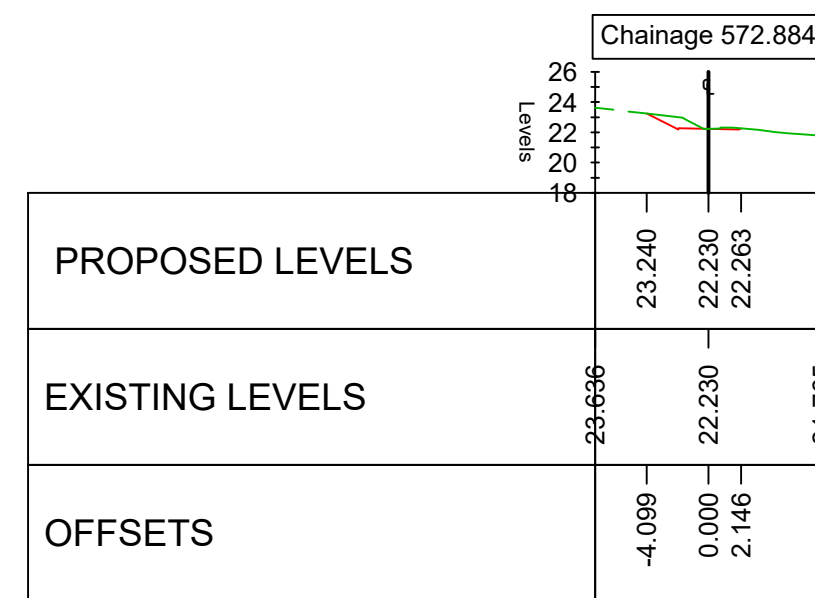 Chainage 572.884
26
24
22
20
18
Levels
℄
PROPOSED LEVELS
23.240
22.230
22.263
EXISTING LEVELS
23.636
22.230
OFFSETS
-4.099
0.000
2.146